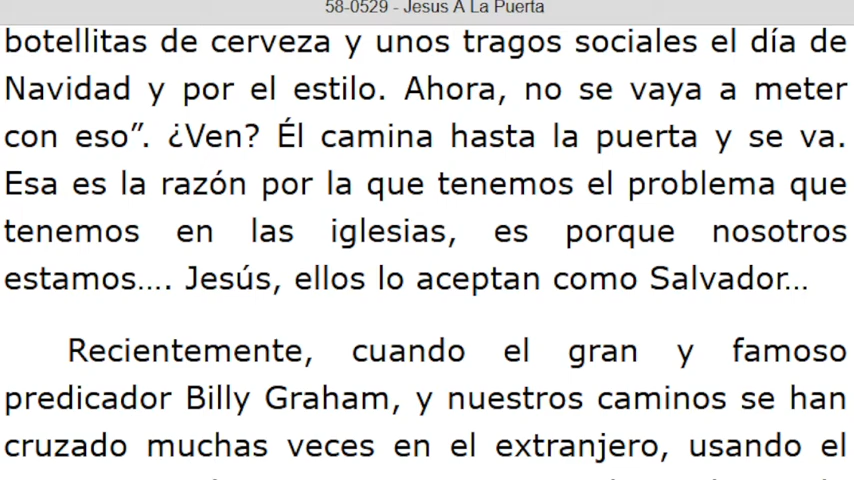 58-0529 - Jesus A La Puerta
botellitas de cerveza y unos tragos sociales el día de
Navidad y por el estilo. Ahora, no se vaya a meter
con eso”. ¿Ven? Él camina hasta la puerta y se va.
Esa es la razón por la que tenemos el problema que
tenemos en las iglesias, es porque nosotros
estamos…. Jesús, ellos lo aceptan como Salvador…
Recientemente, cuando el gran y famoso
predicador Billy Graham, y nuestros caminos se han
cruzado muchas veces en el extranjero, usando el